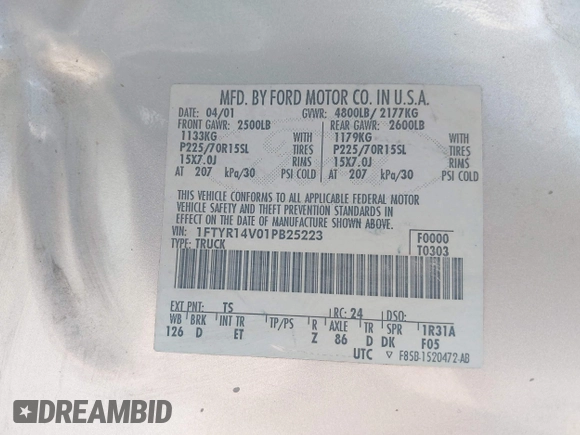 MFD. BY FORD MOTOR CO. IN U.S.A.
DATE: 04/01 GVWR: 4800LB/ 2177KG
FRONT GAWR: 2500LB REAR GAWR: 2600LB
1133KG WITH 1179KG WITH
P225/70R15SL TIRES P225/70R15SL TIRES
15X7.0J RIMS 15X7.0J RIMS
AT 207 kPa/30 PSI COLD AT 207 kPa/30 PSI COLD
THIS VEHICLE CONFORMS TO ALL APPLICABLE FEDERAL MOTOR
VEHICLE SAFETY AND THEFT PREVENTION STANDARDS IN
EFFECT ON THE DATE OF MANUFACTURE SHOWN ABOVE.
VIN: 1FTYR14V01PB25223 F0000
TYPE: TRUCK T0303
EXT PNT: TS RC: 24 DSO:
WB BRK INT TR TP/PS R AXLE TR SPR 1R31A
126 D ET Z 86 D DK F05
UTC ▽ F85B-1520472-AB
DREAMBID